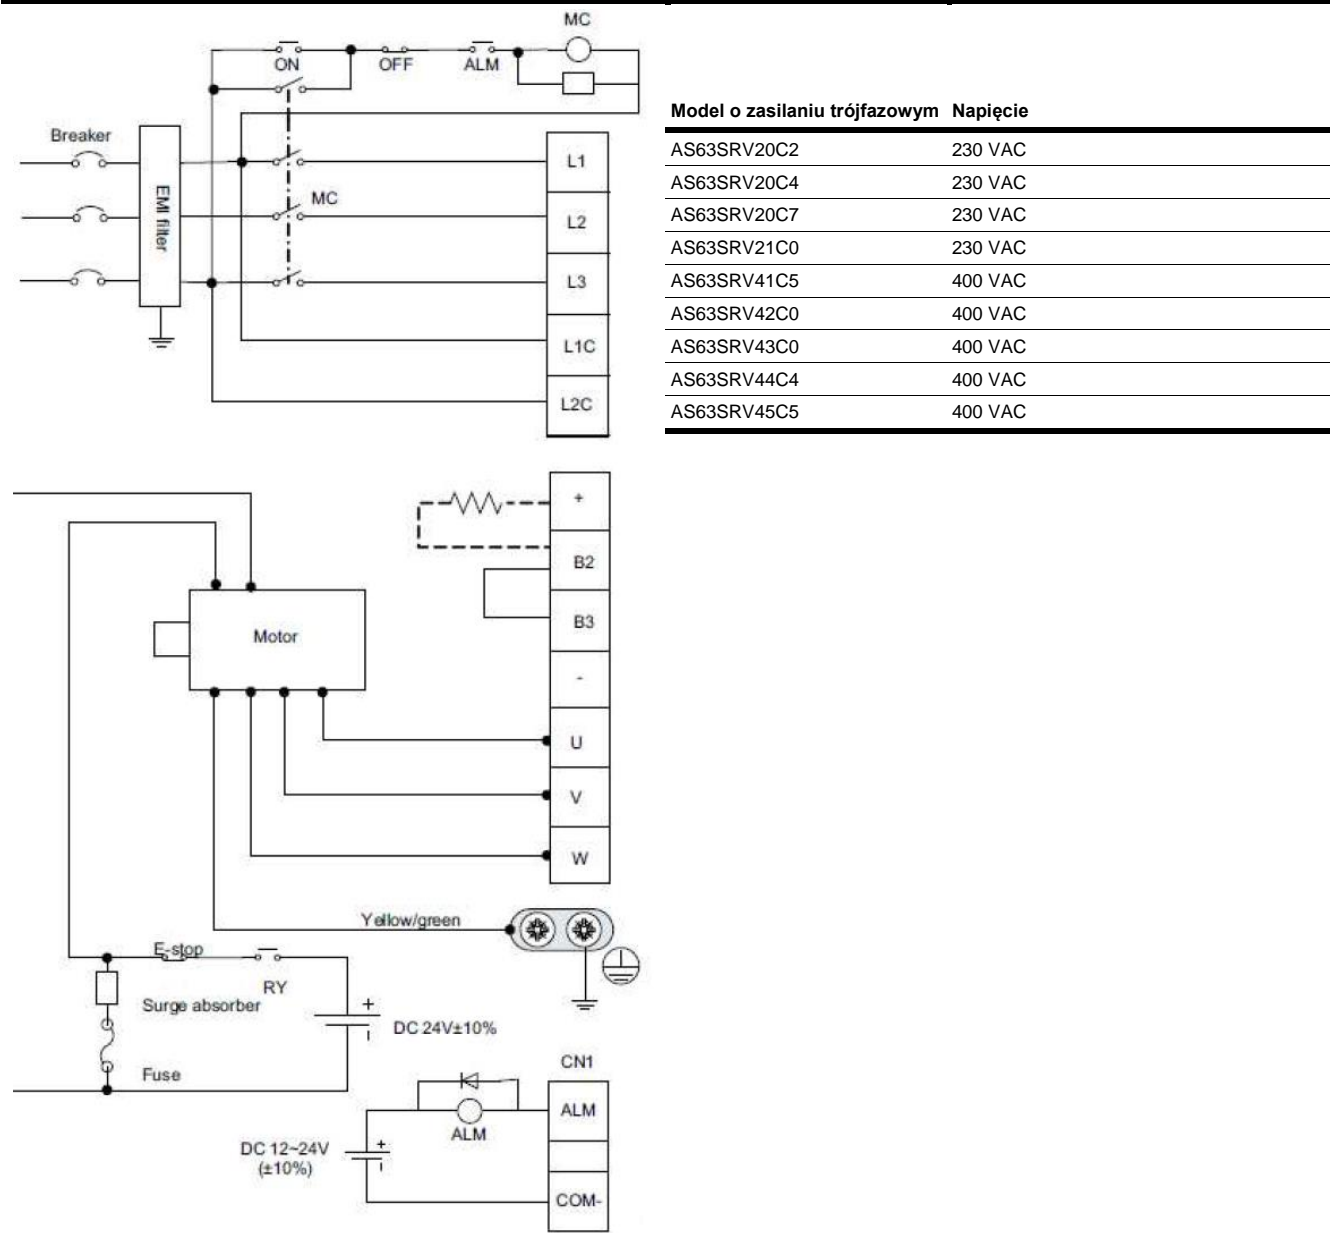 MC
ON OFF ALM
Breaker
EMI filter
MC
L1
L2
L3
L1C
L2C
Model o zasilaniu trójfazowym Napięcie
AS63SRV20C2 230 VAC
AS63SRV20C4 230 VAC
AS63SRV20C7 230 VAC
AS63SRV21C0 230 VAC
AS63SRV41C5 400 VAC
AS63SRV42C0 400 VAC
AS63SRV43C0 400 VAC
AS63SRV44C4 400 VAC
AS63SRV45C5 400 VAC
+
B2
B3
-
Motor
U
V
W
Yellow/green
E-stop
RY
Surge absorber
+
-
DC 24V±10%
Fuse
CN1
ALM
ALM
DC 12~24V
(±10%)
+
-
COM-